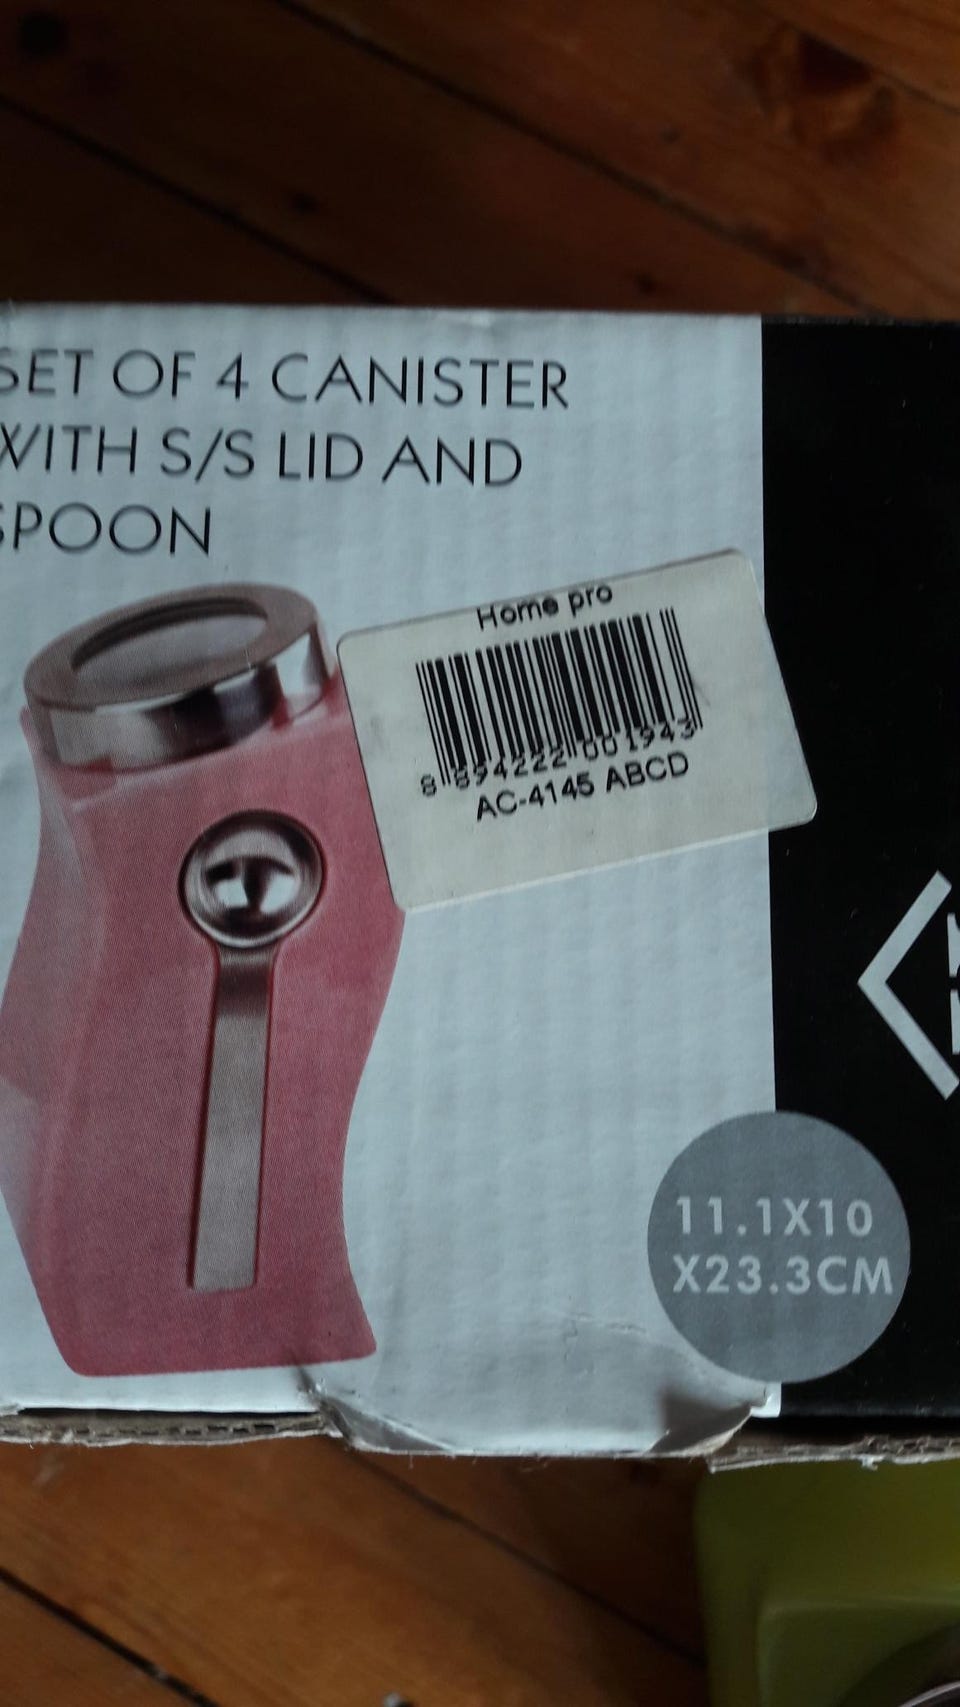 SET OF 4 CANISTER
WITH S/S LID AND
SPOON
Home pro
8 894222 001943
AC-4145 ABCD
11.1X10
X23.3CM